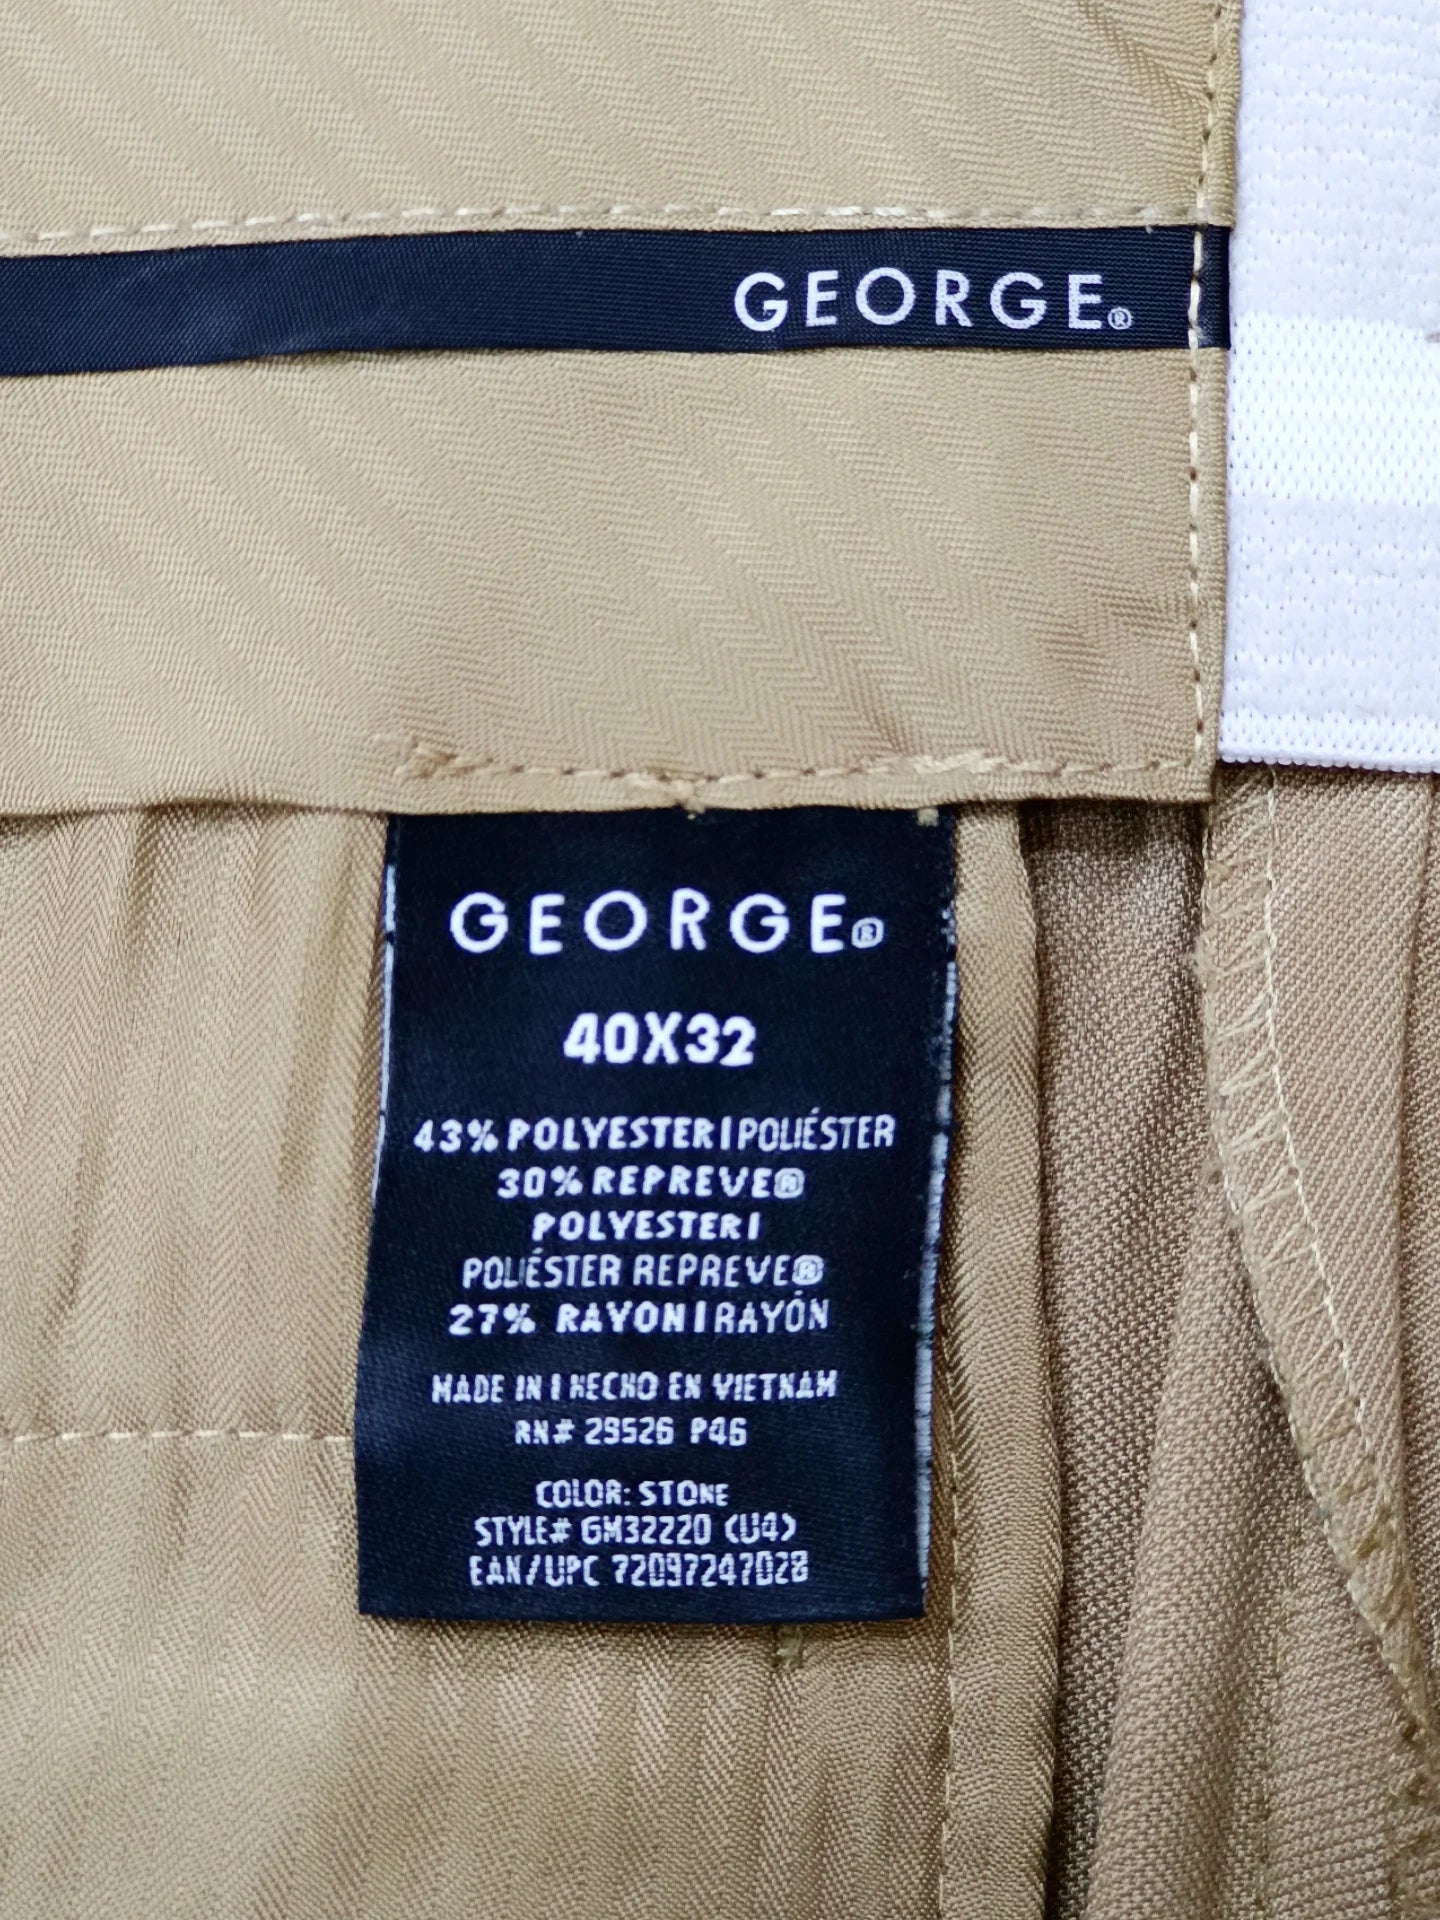 GEORGE®
GEORGE®
40X32
43% POLYESTER|POLIÉSTER
30% REPREVE®
POLYESTER|
POLIÉSTER REPREVE®
27% RAYON|RAYÓN
MADE IN | HECHO EN VIETNAM
RN# 29526 P46
COLOR: STONE
STYLE# GM32220 (U4)
EAN/UPC 72097247028